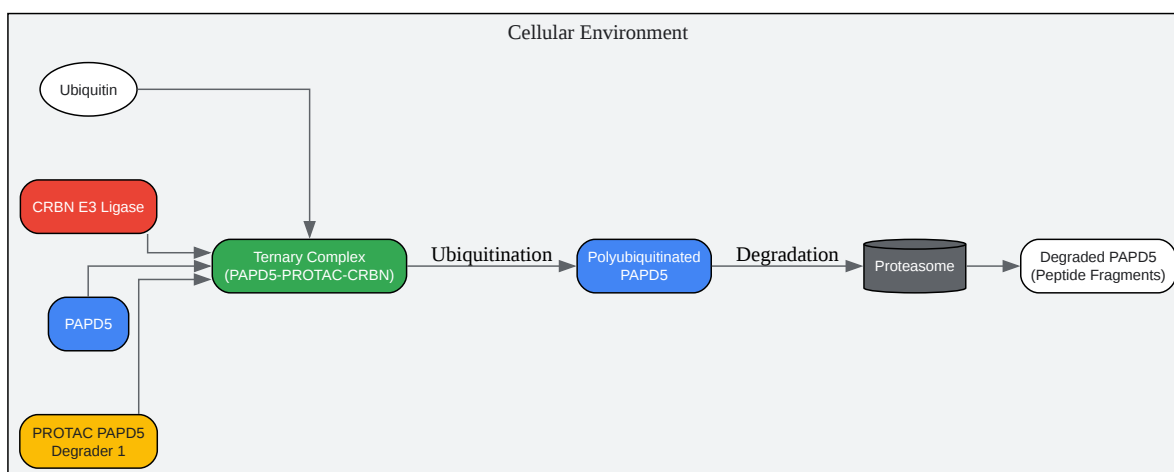 Cellular Environment
Ubiquitin
CRBN E3 Ligase
PAPD5
PROTAC PAPD5
Degrader 1
Ternary Complex
(PAPD5-PROTAC-CRBN)
Ubiquitination
Polyubiquitinated
PAPD5
Degradation
Proteasome
Degraded PAPD5
(Peptide Fragments)